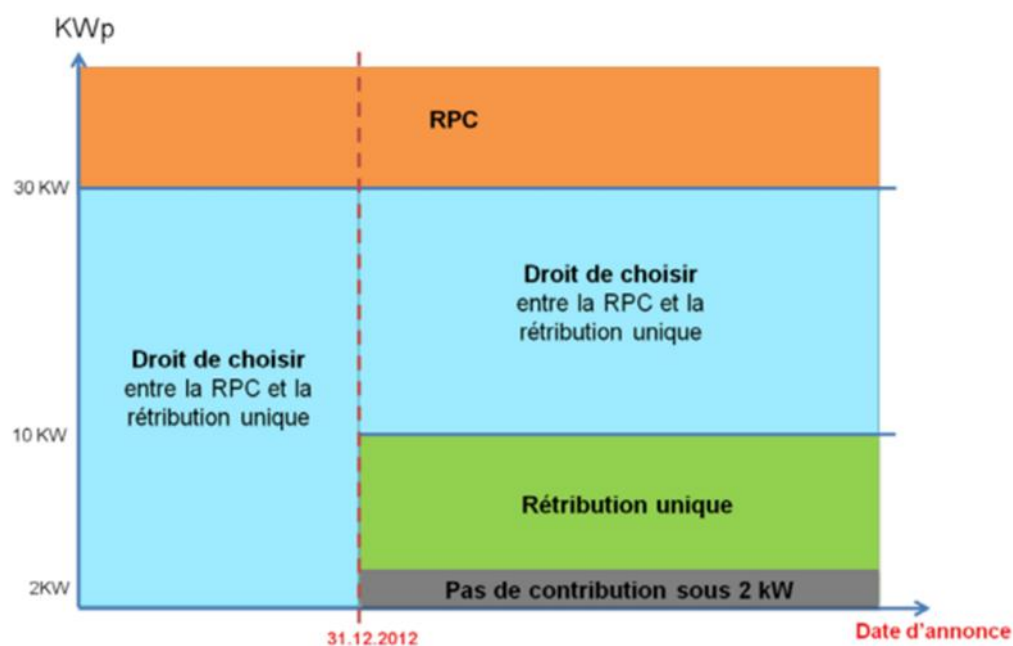 KWp
RPC
30 KW
Droit de choisir
entre la RPC et la
rétribution unique
Droit de choisir
entre la RPC et la
rétribution unique
10 KW
Rétribution unique
2KW
Pas de contribution sous 2 kW
31.12.2012
Date d'annonce